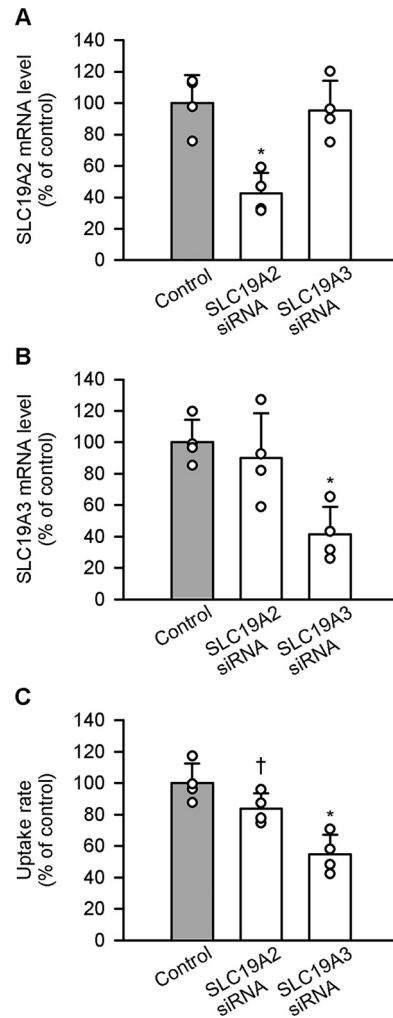 A
SLC19A2 mRNA level
(% of control)
140
120
100
80
60
40
20
0
*
Control
SLC19A2
siRNA
SLC19A3
siRNA
B
SLC19A3 mRNA level
(% of control)
140
120
100
80
60
40
20
0
*
Control
SLC19A2
siRNA
SLC19A3
siRNA
C
Uptake rate
(% of control)
140
120
100
80
60
40
20
0
†
*
Control
SLC19A2
siRNA
SLC19A3
siRNA